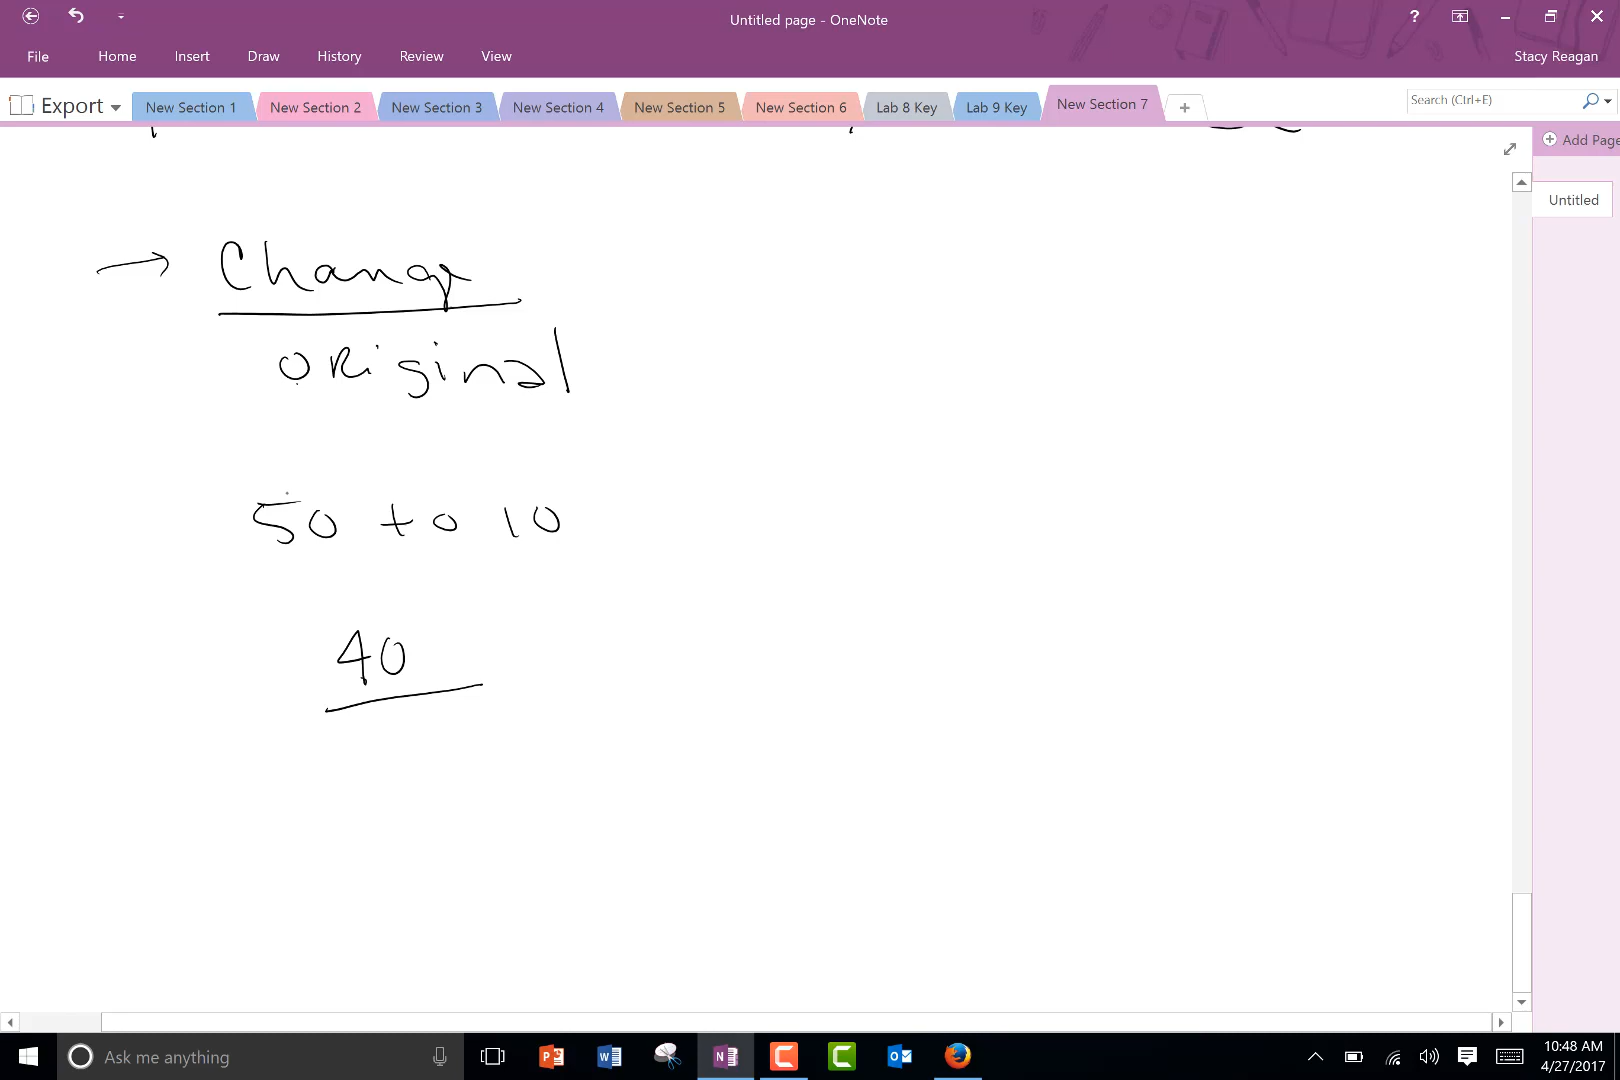 Untitled page - OneNote
?
File Home Insert Draw History Review View Stacy Reagan
Export New Section 1 New Section 2 New Section 3 New Section 4 New Section 5 New Section 6 Lab 8 Key Lab 9 Key New Section 7 + Search (Ctrl+E)
Add Page
Untitled
→ Change
original
50 to 10
40
Ask me anything
10:48 AM
4/27/2017